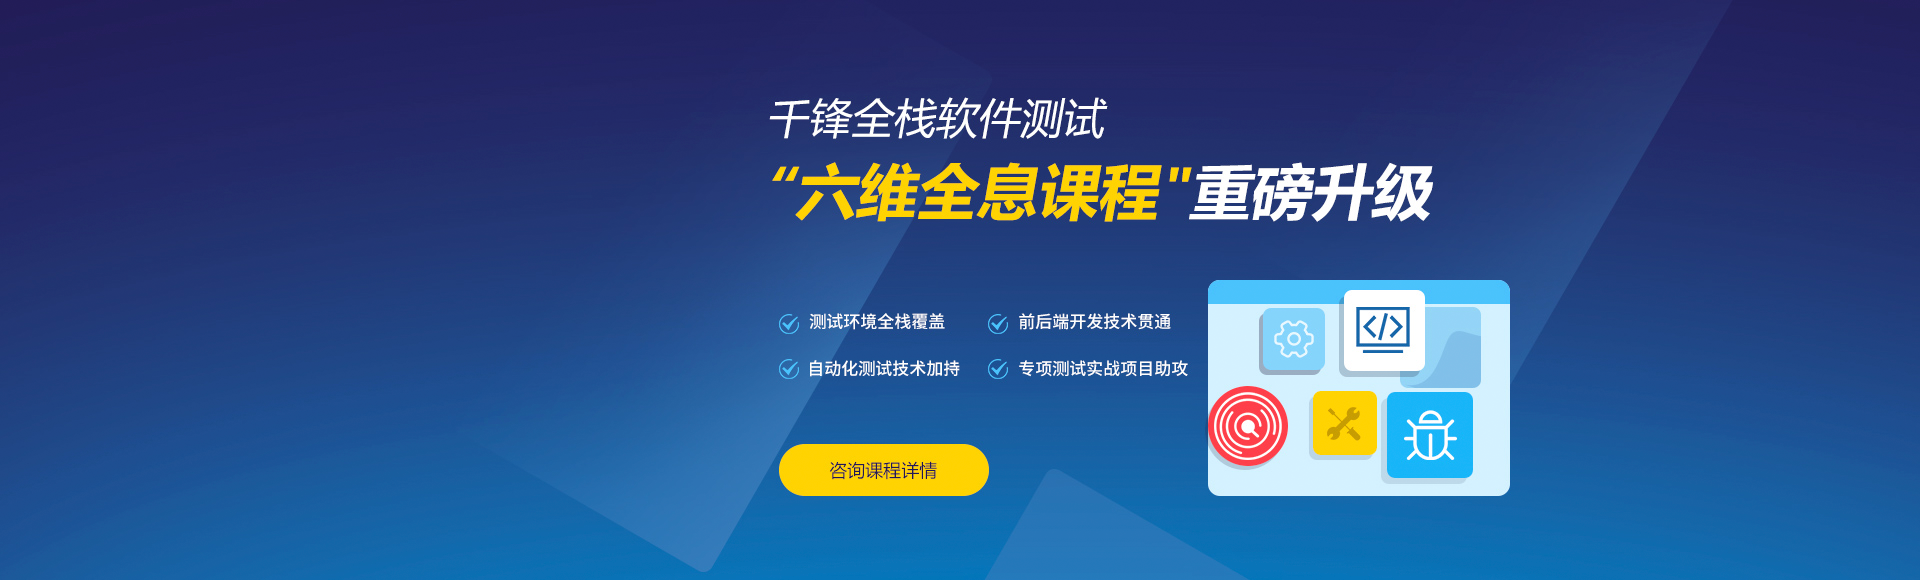 千锋全栈软件测试
“六维全息课程"重磅升级
测试环境全栈覆盖 前后端开发技术贯通
自动化测试技术加持 专项测试实战项目助攻
咨询课程详情